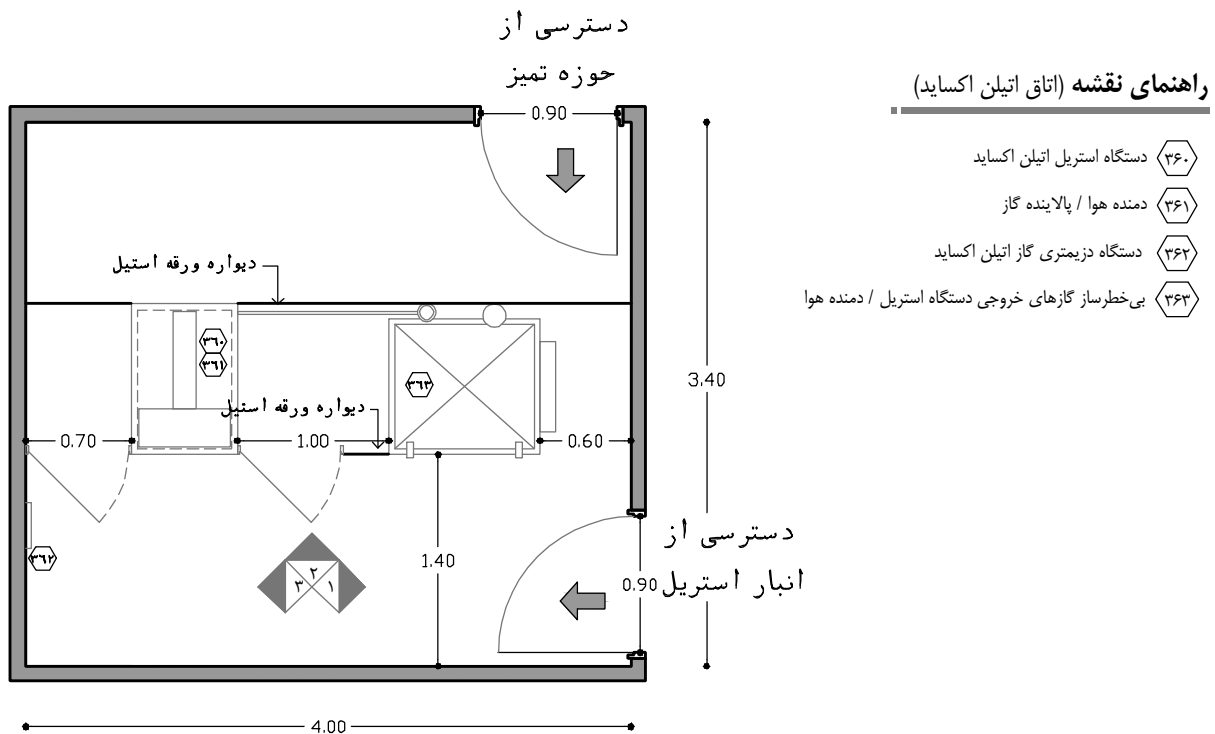 راهنمای نقشه (اتاق اتیلن اکساید)
۳۶۰ دستگاه استریل اتیلن اکساید
۳۶۱ دمنده هوا / پالاینده گاز
۳۶۲ دستگاه دزیمتری گاز اتیلن اکساید
۳۶۳ بی‌خطرساز گازهای خروجی دستگاه استریل / دمنده هوا
دسترسی از
حوزه تمیز
0.90
دیواره ورقه استیل
۳۶۰
۳۶۱
۳۶۳
3.40
دیواره ورقه استیل
0.70
1.00
0.60
دسترسی از
انبار استریل
0.90
1.40
۳۶۲
۲
۳ ۱
4.00